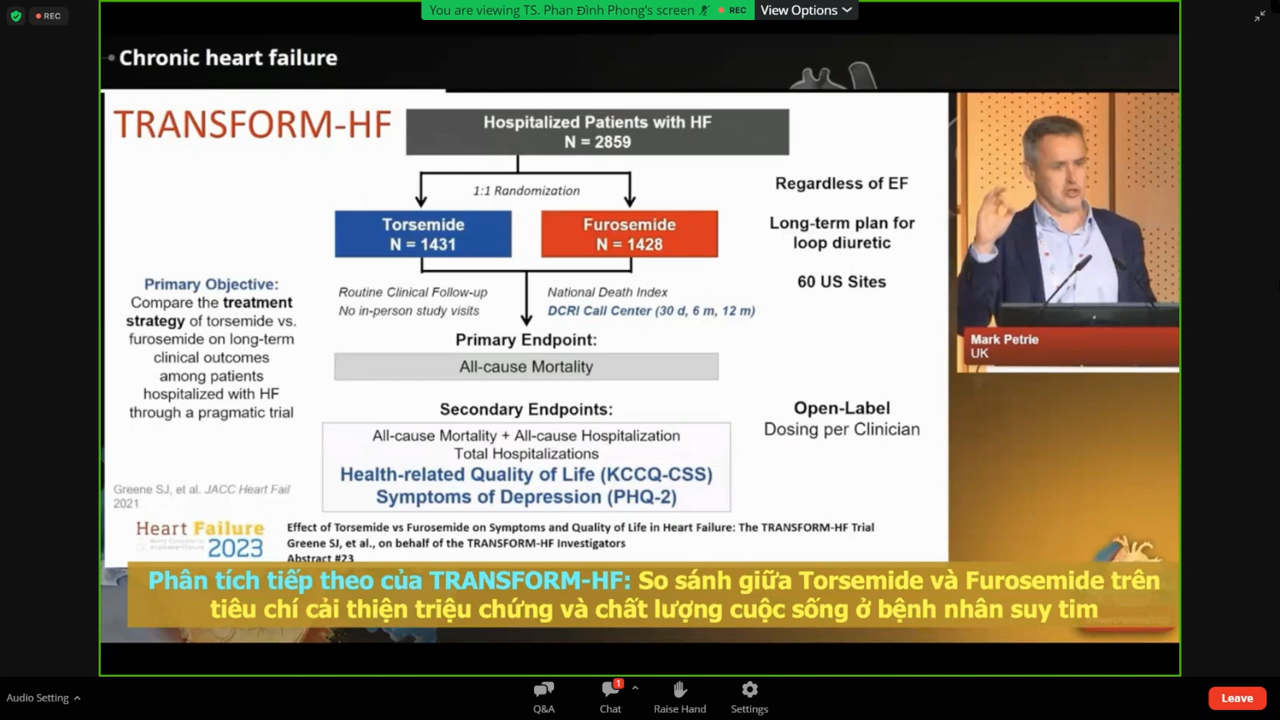 You are viewing TS. Phan Đình Phong's screen
REC
View Options
REC
Chronic heart failure
TRANSFORM-HF
Hospitalized Patients with HF
N = 2859
1:1 Randomization
Torsemide
N = 1431
Furosemide
N = 1428
Regardless of EF
Long-term plan for
loop diuretic
60 US Sites
Primary Objective:
Compare the treatment
strategy of torsemide vs.
furosemide on long-term
clinical outcomes
among patients
hospitalized with HF
through a pragmatic trial
Routine Clinical Follow-up
No in-person study visits
National Death Index
DCRI Call Center (30 d, 6 m, 12 m)
Primary Endpoint:
All-cause Mortality
Secondary Endpoints:
All-cause Mortality + All-cause Hospitalization
Total Hospitalizations
Health-related Quality of Life (KCCQ-CSS)
Symptoms of Depression (PHQ-2)
Open-Label
Dosing per Clinician
Mark Petrie
UK
Greene SJ, et al. JACC Heart Fail
2021
Heart Failure
2023
Effect of Torsemide vs Furosemide on Symptoms and Quality of Life in Heart Failure: The TRANSFORM-HF Trial
Greene SJ, et al., on behalf of the TRANSFORM-HF Investigators
Abstract #23
Phân tích tiếp theo của TRANSFORM-HF: So sánh giữa Torsemide và Furosemide trên
tiêu chí cải thiện triệu chứng và chất lượng cuộc sống ở bệnh nhân suy tim
Audio Setting
Q&A
1
Chat
Raise Hand
Settings
Leave